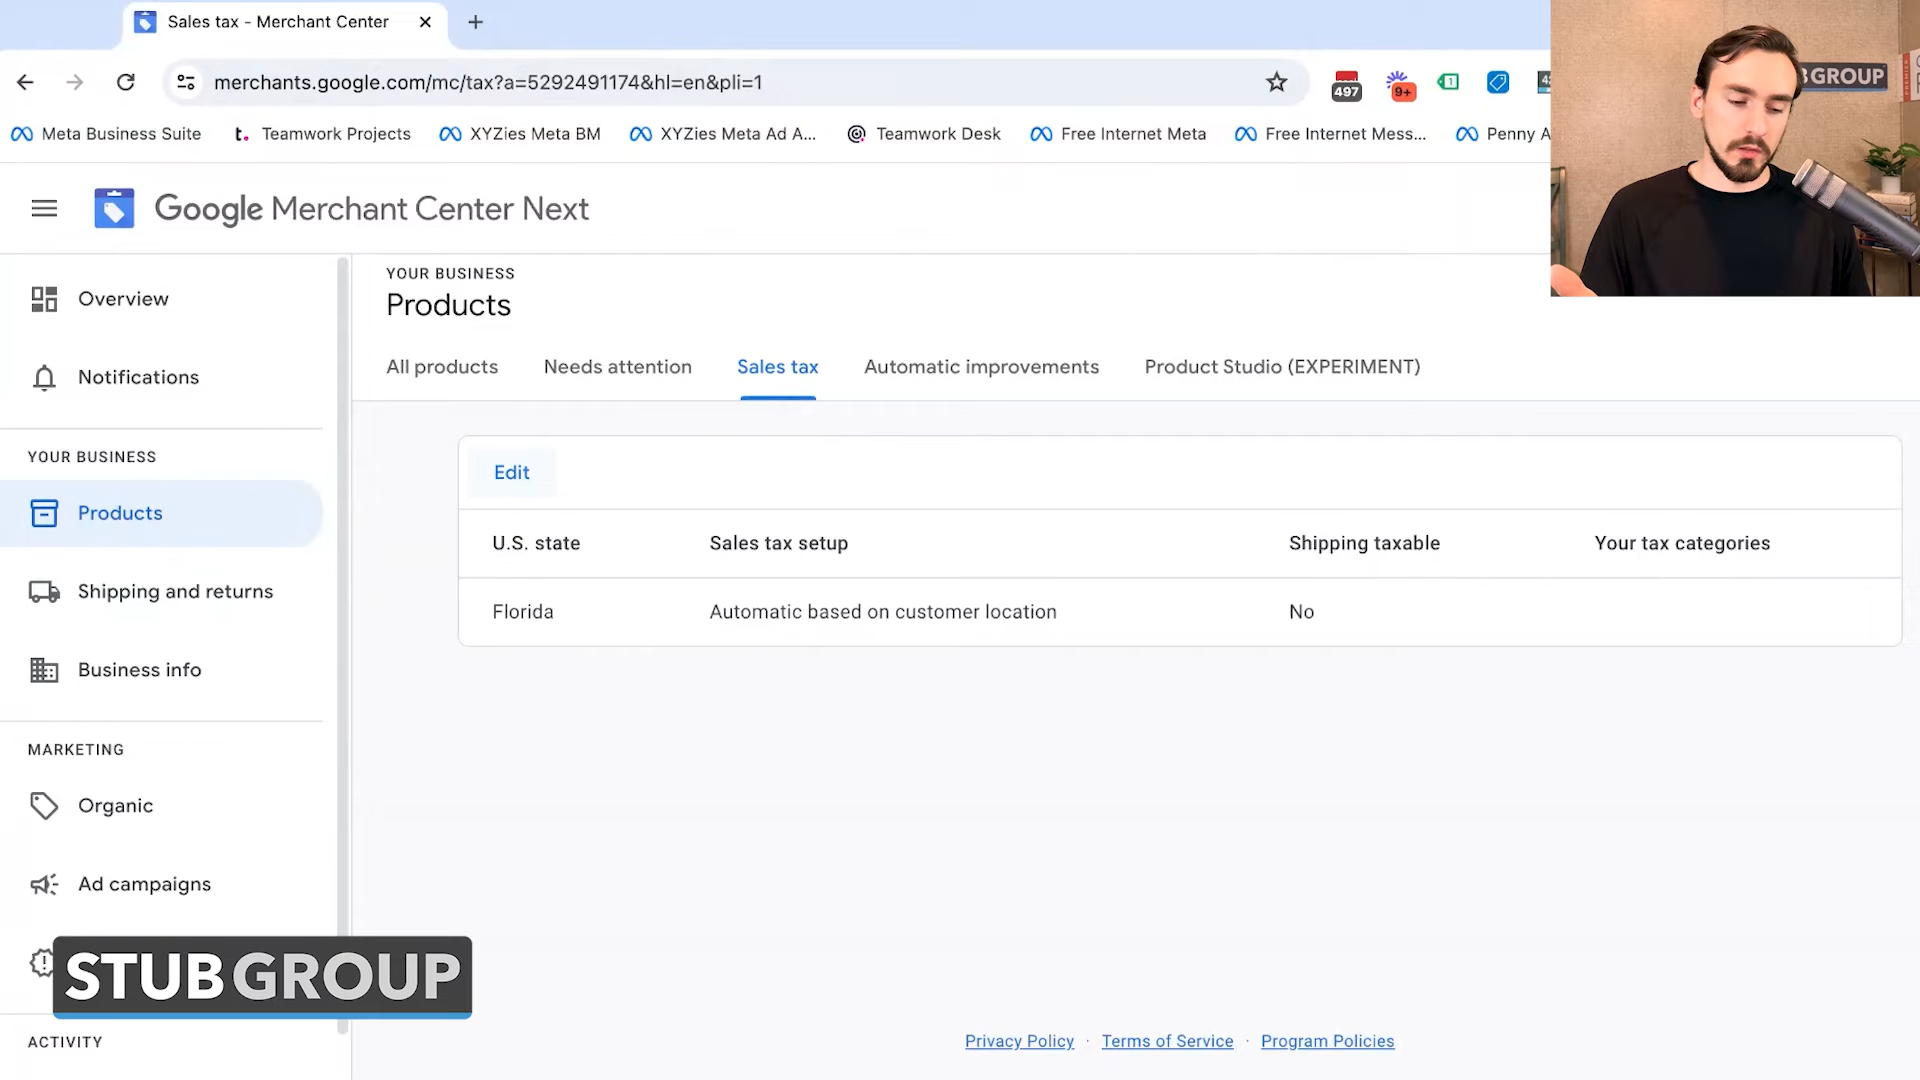 Sales tax - Merchant Center
merchants.google.com/mc/tax?a=5292491174&hl=en&pli=1
497
9+
1
Meta Business Suite
t. Teamwork Projects
XYZies Meta BM
XYZies Meta Ad A...
Teamwork Desk
Free Internet Meta
Free Internet Mess...
Penny A
GROUP
Google Merchant Center Next
Overview
Notifications
YOUR BUSINESS
Products
Shipping and returns
Business info
MARKETING
Organic
Ad campaigns
ACTIVITY
YOUR BUSINESS
Products
All products
Needs attention
Sales tax
Automatic improvements
Product Studio (EXPERIMENT)
Edit
U.S. state Sales tax setup Shipping taxable Your tax categories
Florida Automatic based on customer location No
STUBGROUP
Privacy Policy · Terms of Service · Program Policies